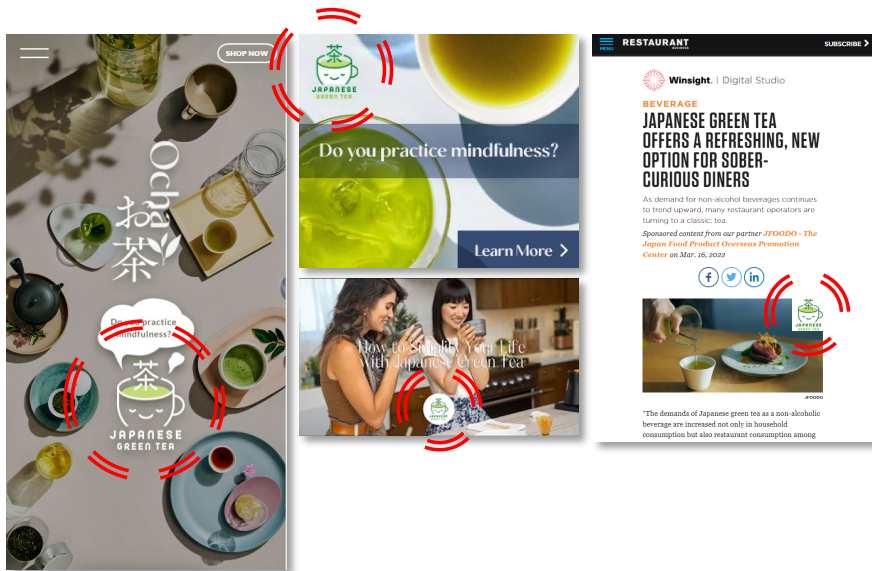 SHOP NOW
Ocha
お茶
Do you practice
mindfulness?
茶
JAPANESE
GREEN TEA
茶
JAPANESE
GREEN TEA
Do you practice mindfulness?
Learn More
How to Simplify Your Life
with Japanese Green Tea
MENU
RESTAURANT
BUSINESS
SUBSCRIBE
Winsight. | Digital Studio
BEVERAGE
JAPANESE GREEN TEA
OFFERS A REFRESHING, NEW
OPTION FOR SOBER-
CURIOUS DINERS
As demand for non-alcohol beverages continues
to trend upward, many restaurant operators are
turning to a classic: tea.
Sponsored content from our partner JFOODO - The
Japan Food Product Overseas Promotion
Center on Mar. 16, 2022
茶
JAPANESE
GREEN TEA
JFOODO
"The demands of Japanese green tea as a non-alcoholic
beverage are increased not only in household
consumption but also restaurant consumption among